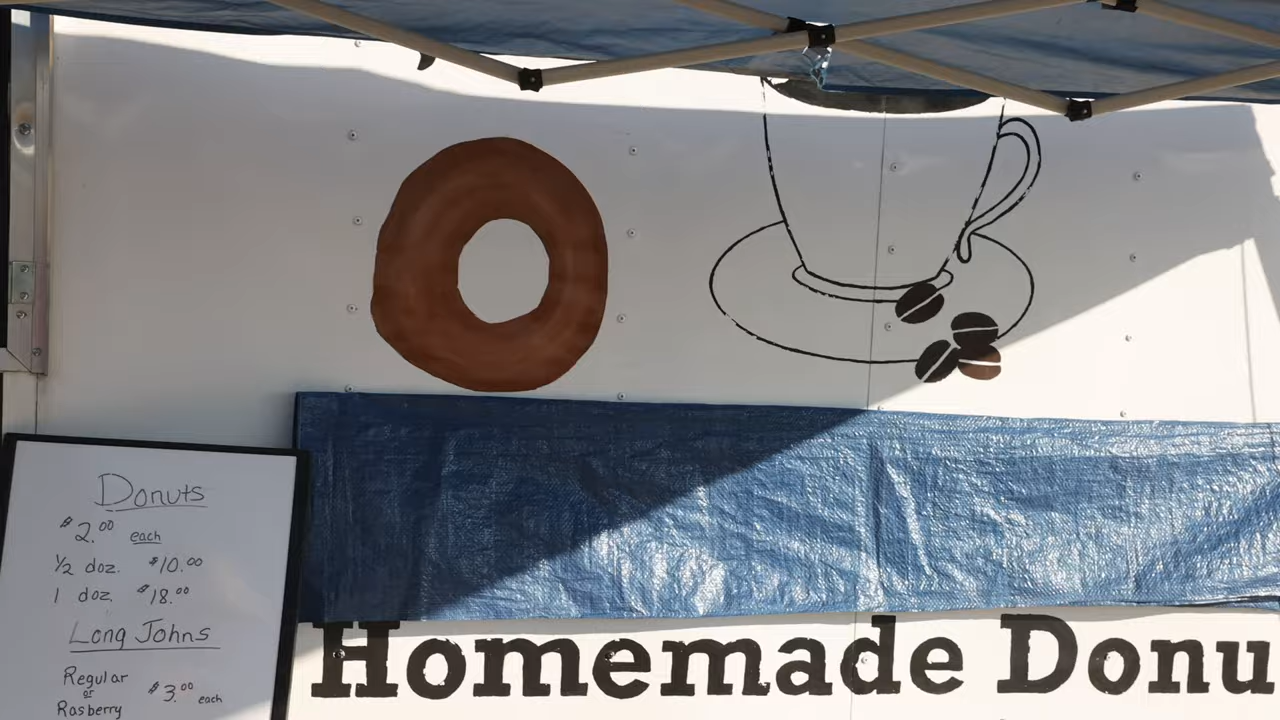 Donuts
$2.00 each
1/2 doz. $10.00
1 doz. $18.00
Long Johns
Regular
or $3.00 each
Rasberry
Homemade Donu